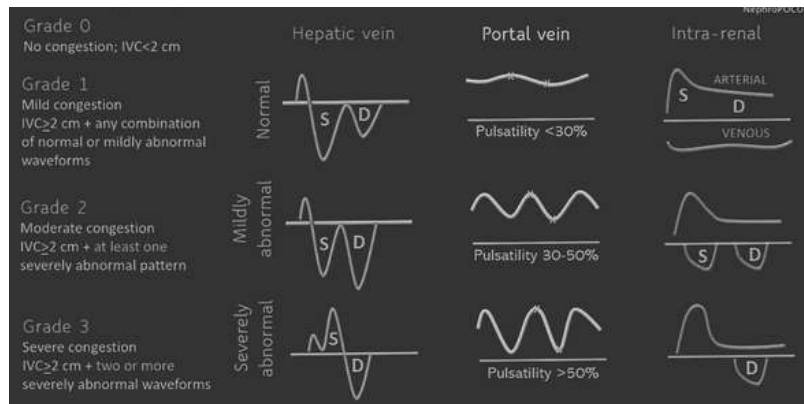 NephroPOCUS
Grade 0
No congestion; IVC<2 cm
Hepatic vein
Portal vein
Intra-renal
Grade 1
Mild congestion
IVC≥2 cm + any combination
of normal or mildly abnormal
waveforms
Normal
S
D
Pulsatility <30%
ARTERIAL
S
D
VENOUS
Grade 2
Moderate congestion
IVC≥2 cm + at least one
severely abnormal pattern
Mildly
abnormal
S
D
Pulsatility 30-50%
S
D
Grade 3
Severe congestion
IVC≥2 cm + two or more
severely abnormal waveforms
Severely
abnormal
S
D
Pulsatility >50%
D